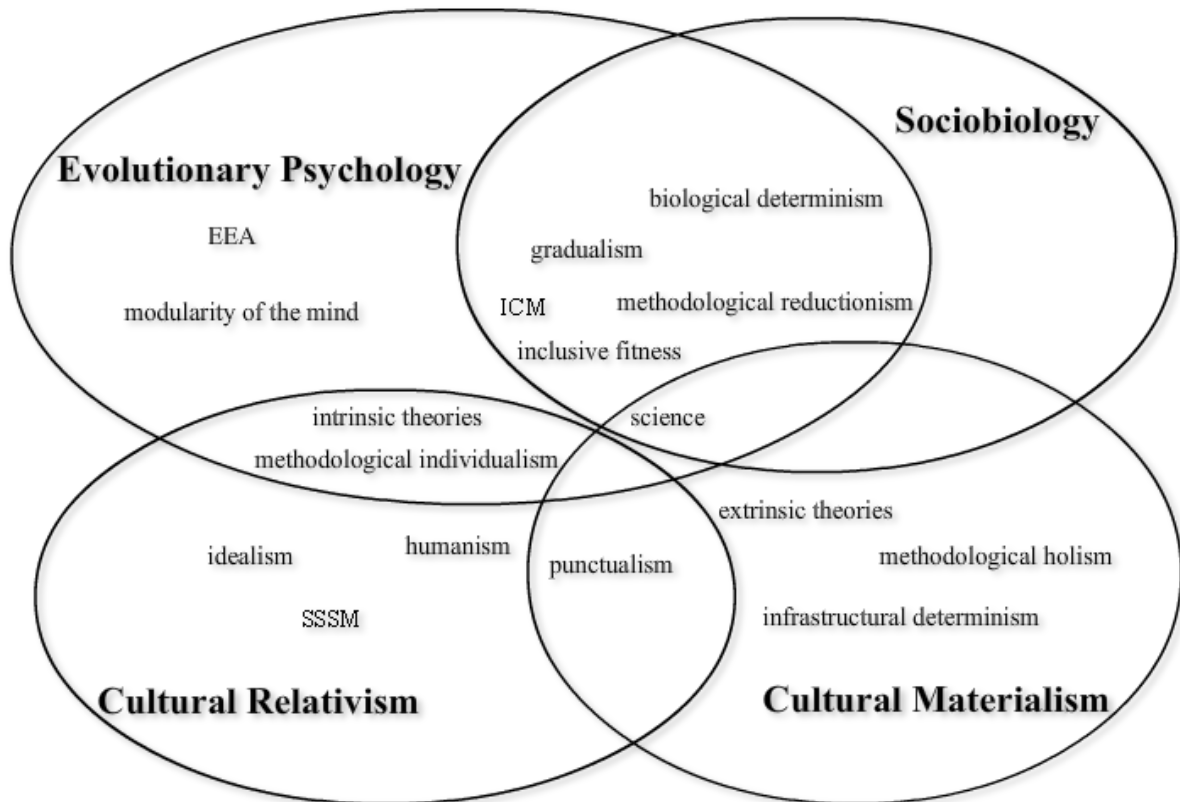 Sociobiology
Evolutionary Psychology
biological determinism
EEA
gradualism
modularity of the mind
ICM
methodological reductionism
inclusive fitness
intrinsic theories
science
methodological individualism
extrinsic theories
idealism
humanism
punctualism
methodological holism
SSSM
infrastructural determinism
Cultural Relativism
Cultural Materialism